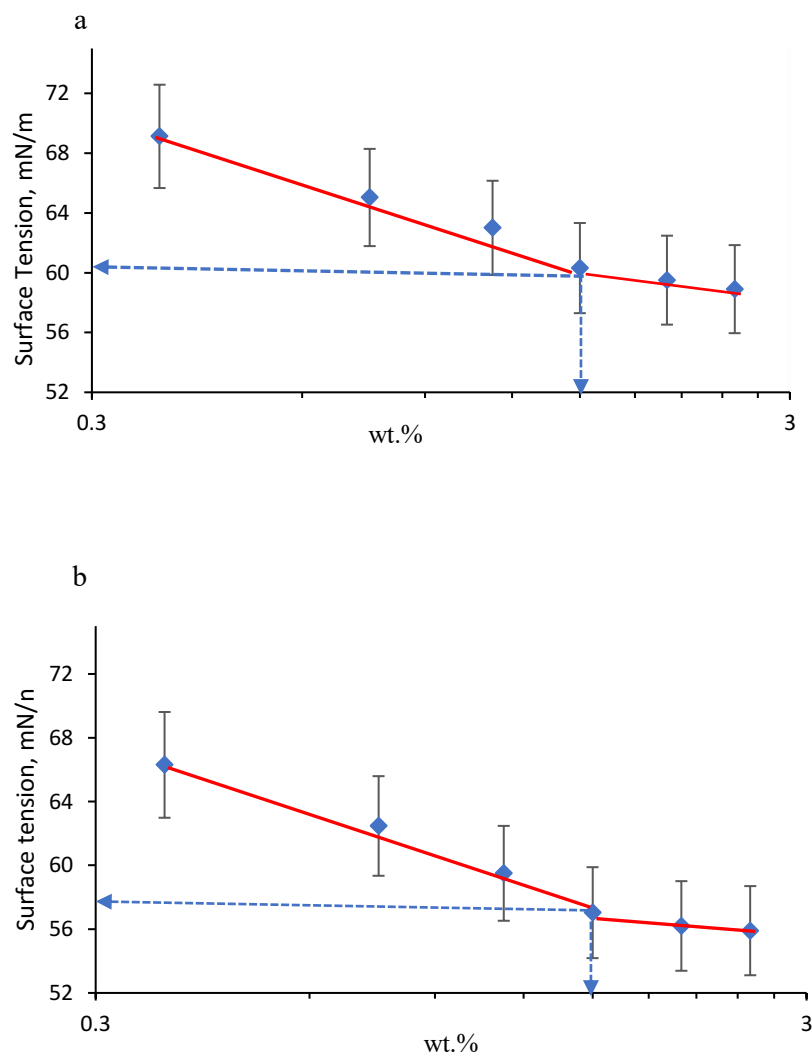 a
Surface Tension, mN/m
72
68
64
60
56
52
0.3
3
wt.%
b
Surface tension, mN/n
72
68
64
60
56
52
0.3
3
wt.%